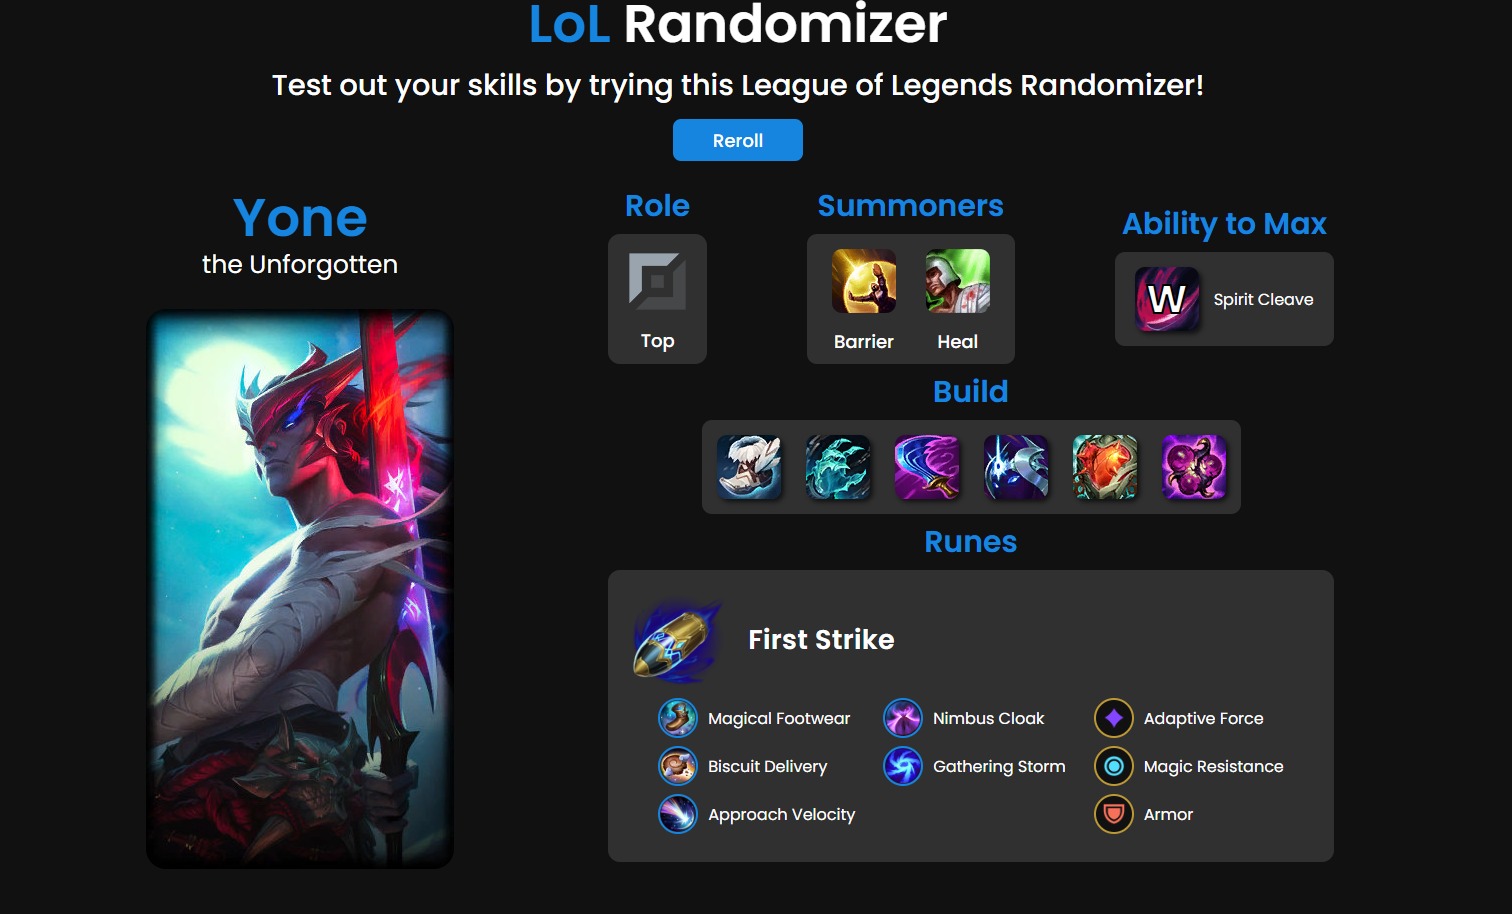 LoL Randomizer
Test out your skills by trying this League of Legends Randomizer!
Reroll
Yone
the Unforgotten
Role
Top
Summoners
Barrier
Heal
Ability to Max
W
Spirit Cleave
Build
Runes
First Strike
Magical Footwear
Biscuit Delivery
Approach Velocity
Nimbus Cloak
Gathering Storm
Adaptive Force
Magic Resistance
Armor